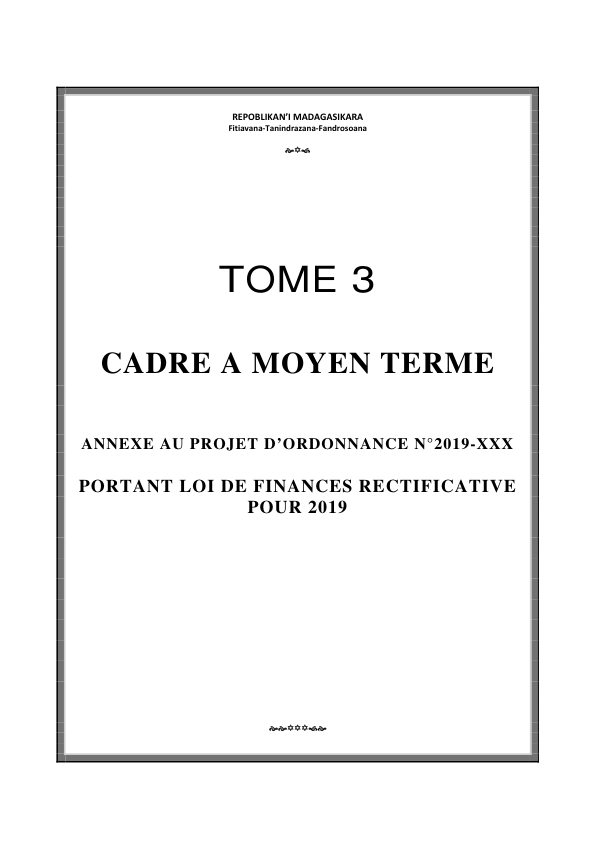 REPOBLIKAN'I MADAGASIKARA
Fitiavana-Tanindrazana-Fandrosoana
TOME 3
CADRE A MOYEN TERME
ANNEXE AU PROJET D'ORDONNANCE N°2019-XXX
PORTANT LOI DE FINANCES RECTIFICATIVE
POUR 2019